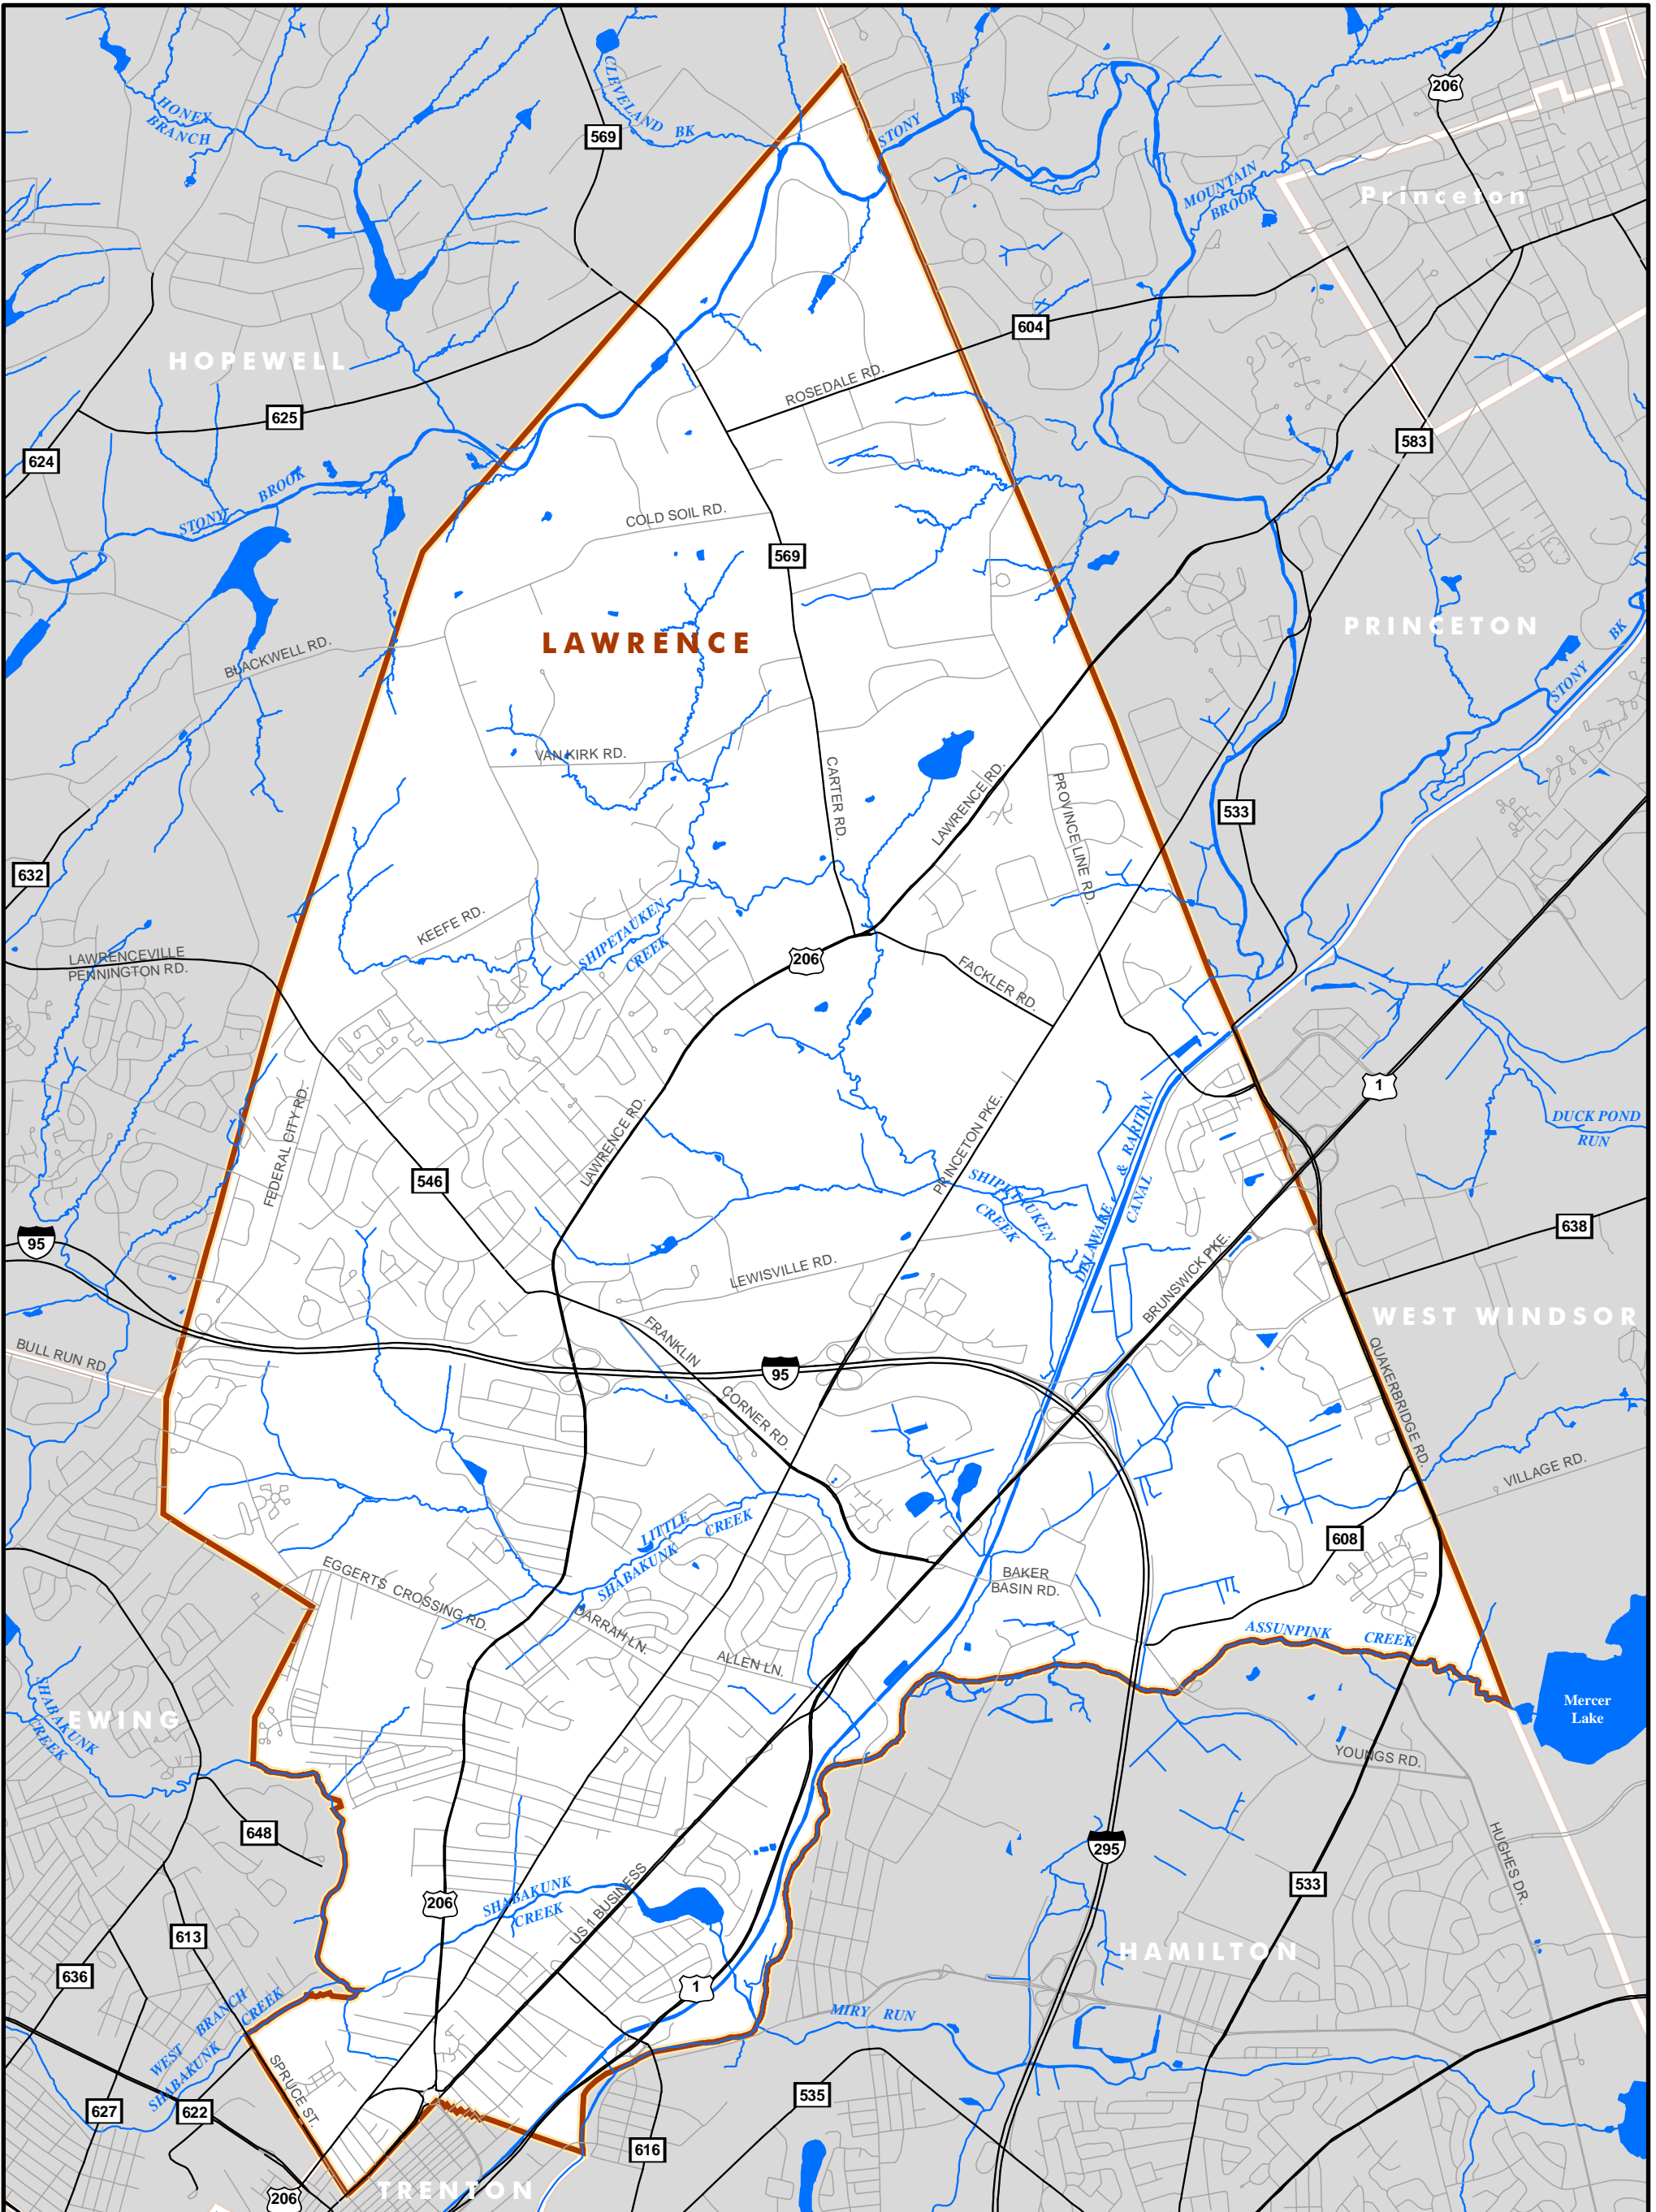 HONEY
BRANCH
CLEVELAND BK
569
STONY BK
206
MOUNTAIN
BROOK
Princeton
604
HOPEWELL
625
ROSEDALE RD.
583
624
STONY BROOK
COLD SOIL RD.
569
LAWRENCE
PRINCETON
STONY BK
BLACKWELL RD.
VAN KIRK RD.
CARTER RD.
LAWRENCE RD.
PROVINCE LINE RD.
533
632
KEEFE RD.
SHIPETAUKEN
CREEK
LAWRENCEVILLE
PENNINGTON RD.
206
FACKLER RD.
1
DUCK POND
RUN
FEDERAL CITY RD.
LAWRENCE RD.
PRINCETON PKE.
DELAWARE & RARITAN
CANAL
546
SHIPETAUKEN
CREEK
638
95
LEWISVILLE RD.
BRUNSWICK PKE.
WEST WINDSOR
BULL RUN RD.
FRANKLIN
CORNER RD.
95
QUAKERBRIDGE RD.
VILLAGE RD.
LITTLE
SHABAKUNK
CREEK
608
EGGERTS CROSSING RD.
DARRAH LN.
ALLEN LN.
BAKER
BASIN RD.
ASSUNPINK CREEK
Mercer
Lake
SHABAKUNK
CREEK
EWING
YOUNGS RD.
648
295
HUGHES DR.
533
206
SHABAKUNK
CREEK
US 1 BUSINESS
613
HAMILTON
636
1
WEST BRANCH
SHABAKUNK CREEK
MIRY RUN
SPRUCE ST.
627
622
535
616
206
TRENTON